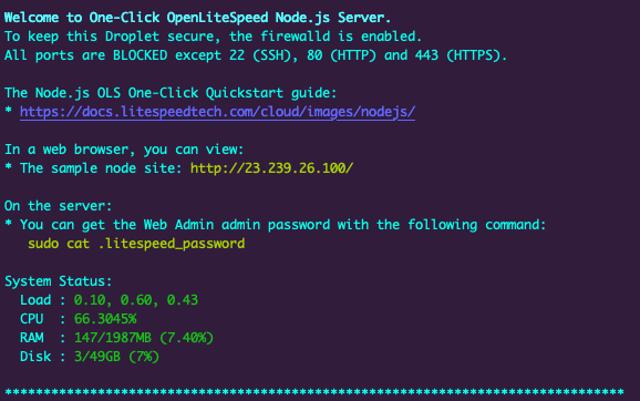 Welcome to One-Click OpenLiteSpeed Node.js Server.
To keep this Droplet secure, the firewalld is enabled.
All ports are BLOCKED except 22 (SSH), 80 (HTTP) and 443 (HTTPS).
The Node.js OLS One-Click Quickstart guide:
* https://docs.litespeedtech.com/cloud/images/nodejs/
In a web browser, you can view:
* The sample node site: http://23.239.26.100/
On the server:
* You can get the Web Admin admin password with the following command:
sudo cat .litespeed_password
System Status:
Load : 0.10, 0.60, 0.43
CPU  : 66.3045%
RAM  : 147/1987MB (7.40%)
Disk : 3/49GB (7%)
********************************************************************************